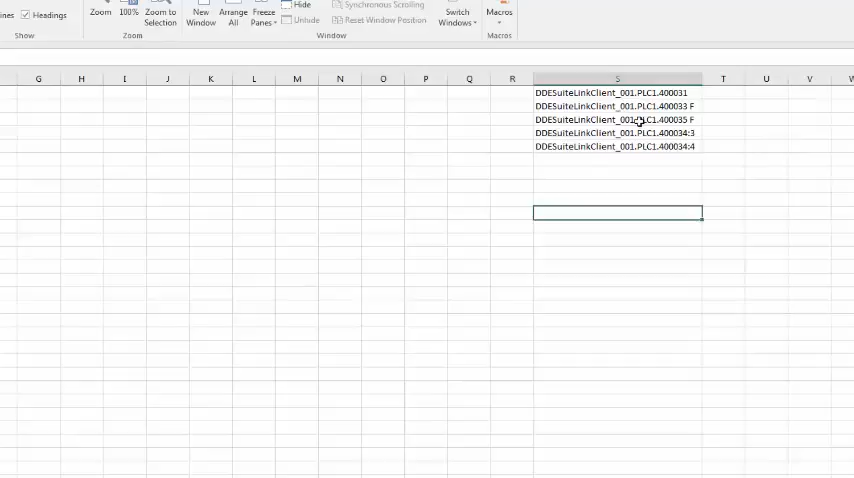 ines Headings
Zoom 100% Zoom to Selection
New Window Arrange All Freeze Panes
Hide
Unhide
Synchronous Scrolling
Reset Window Position
Switch Windows
Macros
Show Zoom Window Macros
G H I J K L M N O P Q R S T U V W
DDESuiteLinkClient_001.PLC1.400031
DDESuiteLinkClient_001.PLC1.400033 F
DDESuiteLinkClient_001.PLC1.400035 F
DDESuiteLinkClient_001.PLC1.400034:3
DDESuiteLinkClient_001.PLC1.400034:4